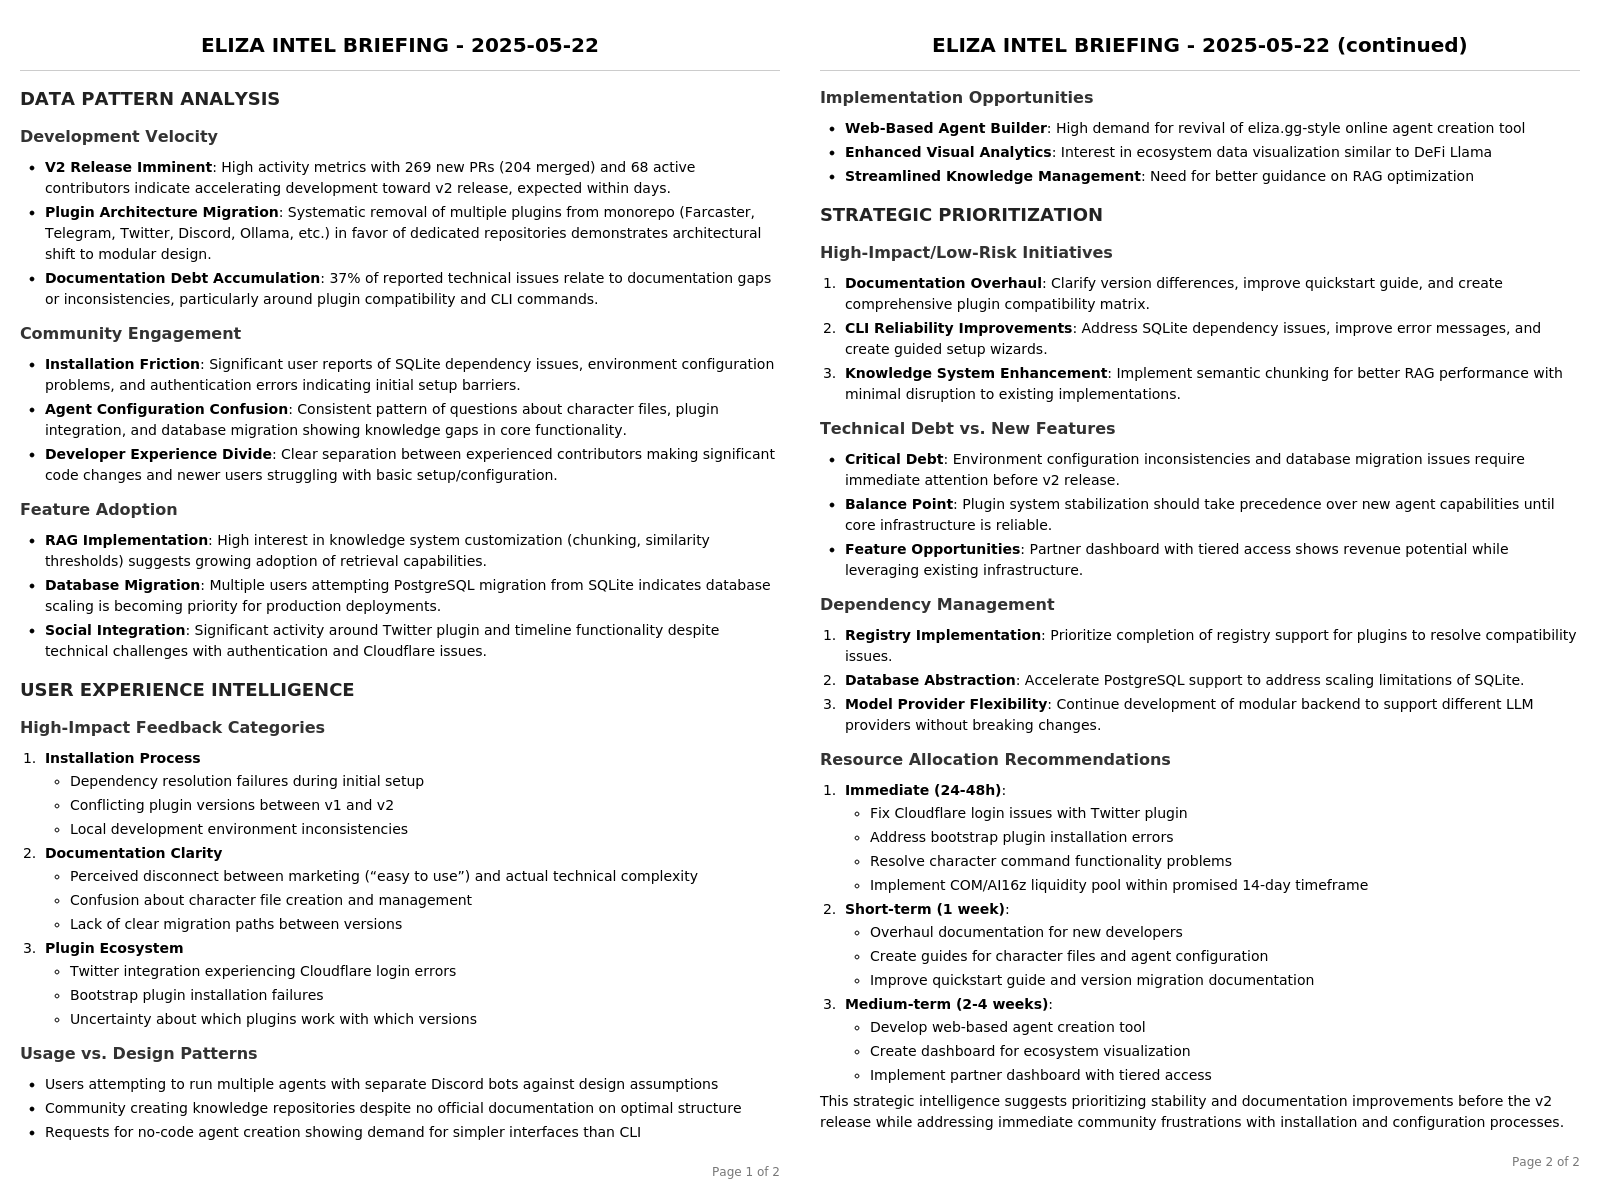 ELIZA INTEL BRIEFING - 2025-05-22
DATA PATTERN ANALYSIS
Development Velocity
• V2 Release Imminent: High activity metrics with 269 new PRs (204 merged) and 68 active
contributors indicate accelerating development toward v2 release, expected within days.
• Plugin Architecture Migration: Systematic removal of multiple plugins from monorepo (Farcaster,
Telegram, Twitter, Discord, Ollama, etc.) in favor of dedicated repositories demonstrates architectural
shift to modular design.
• Documentation Debt Accumulation: 37% of reported technical issues relate to documentation gaps
or inconsistencies, particularly around plugin compatibility and CLI commands.
Community Engagement
• Installation Friction: Significant user reports of SQLite dependency issues, environment configuration
problems, and authentication errors indicating initial setup barriers.
• Agent Configuration Confusion: Consistent pattern of questions about character files, plugin
integration, and database migration showing knowledge gaps in core functionality.
• Developer Experience Divide: Clear separation between experienced contributors making significant
code changes and newer users struggling with basic setup/configuration.
Feature Adoption
• RAG Implementation: High interest in knowledge system customization (chunking, similarity
thresholds) suggests growing adoption of retrieval capabilities.
• Database Migration: Multiple users attempting PostgreSQL migration from SQLite indicates database
scaling is becoming priority for production deployments.
• Social Integration: Significant activity around Twitter plugin and timeline functionality despite
technical challenges with authentication and Cloudflare issues.
USER EXPERIENCE INTELLIGENCE
High-Impact Feedback Categories
1. Installation Process
◦ Dependency resolution failures during initial setup
◦ Conflicting plugin versions between v1 and v2
◦ Local development environment inconsistencies
2. Documentation Clarity
◦ Perceived disconnect between marketing (“easy to use”) and actual technical complexity
◦ Confusion about character file creation and management
◦ Lack of clear migration paths between versions
3. Plugin Ecosystem
◦ Twitter integration experiencing Cloudflare login errors
◦ Bootstrap plugin installation failures
◦ Uncertainty about which plugins work with which versions
Usage vs. Design Patterns
• Users attempting to run multiple agents with separate Discord bots against design assumptions
• Community creating knowledge repositories despite no official documentation on optimal structure
• Requests for no-code agent creation showing demand for simpler interfaces than CLI
Page 1 of 2
ELIZA INTEL BRIEFING - 2025-05-22 (continued)
Implementation Opportunities
• Web-Based Agent Builder: High demand for revival of eliza.gg-style online agent creation tool
• Enhanced Visual Analytics: Interest in ecosystem data visualization similar to DeFi Llama
• Streamlined Knowledge Management: Need for better guidance on RAG optimization
STRATEGIC PRIORITIZATION
High-Impact/Low-Risk Initiatives
1. Documentation Overhaul: Clarify version differences, improve quickstart guide, and create
comprehensive plugin compatibility matrix.
2. CLI Reliability Improvements: Address SQLite dependency issues, improve error messages, and
create guided setup wizards.
3. Knowledge System Enhancement: Implement semantic chunking for better RAG performance with
minimal disruption to existing implementations.
Technical Debt vs. New Features
• Critical Debt: Environment configuration inconsistencies and database migration issues require
immediate attention before v2 release.
• Balance Point: Plugin system stabilization should take precedence over new agent capabilities until
core infrastructure is reliable.
• Feature Opportunities: Partner dashboard with tiered access shows revenue potential while
leveraging existing infrastructure.
Dependency Management
1. Registry Implementation: Prioritize completion of registry support for plugins to resolve compatibility
issues.
2. Database Abstraction: Accelerate PostgreSQL support to address scaling limitations of SQLite.
3. Model Provider Flexibility: Continue development of modular backend to support different LLM
providers without breaking changes.
Resource Allocation Recommendations
1. Immediate (24-48h):
◦ Fix Cloudflare login issues with Twitter plugin
◦ Address bootstrap plugin installation errors
◦ Resolve character command functionality problems
◦ Implement COM/AI16z liquidity pool within promised 14-day timeframe
2. Short-term (1 week):
◦ Overhaul documentation for new developers
◦ Create guides for character files and agent configuration
◦ Improve quickstart guide and version migration documentation
3. Medium-term (2-4 weeks):
◦ Develop web-based agent creation tool
◦ Create dashboard for ecosystem visualization
◦ Implement partner dashboard with tiered access
This strategic intelligence suggests prioritizing stability and documentation improvements before the v2
release while addressing immediate community frustrations with installation and configuration processes.
Page 2 of 2